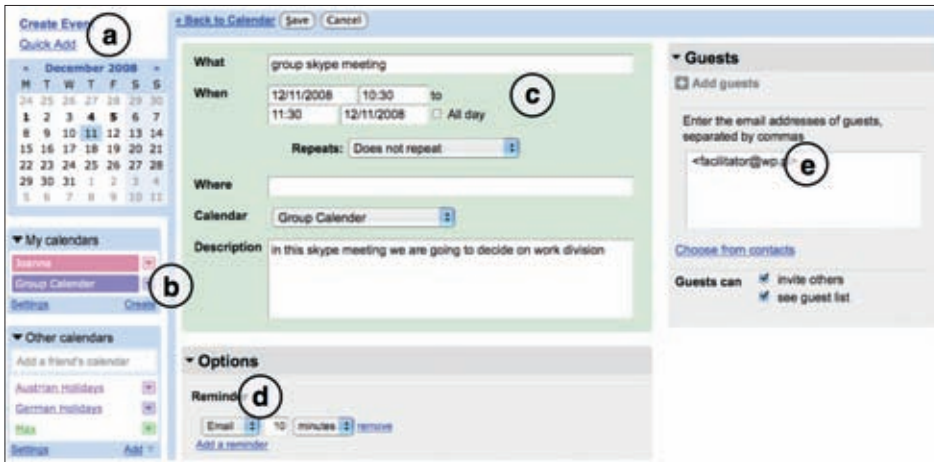 Create Even
Quick Add
a
« December 2008 »
M T W T F S S
24 25 26 27 28 29 30
1 2 3 4 5 6 7
8 9 10 11 12 13 14
15 16 17 18 19 20 21
22 23 24 25 26 27 28
29 30 31 1 2 3 4
5 6 7 8 9 10 11
My calendars
Joanna
Group Calender
b
Settings Create
Other calendars
Add a friend's calendar
Austrian Holidays
German Holidays
Max
Settings Add
« Back to Calendar Save Cancel
What group skype meeting
When 12/11/2008 10:30 to
11:30 12/11/2008 All day
c
Repeats: Does not repeat
Where
Calendar Group Calender
Description in this skype meeting we are going to decide on work division
Options
Reminder
d
Email 10 minutes remove
Add a reminder
Guests
Add guests
Enter the email addresses of guests,
separated by commas
<facilitator@wp.
e
Choose from contacts
Guests can invite others
see guest list